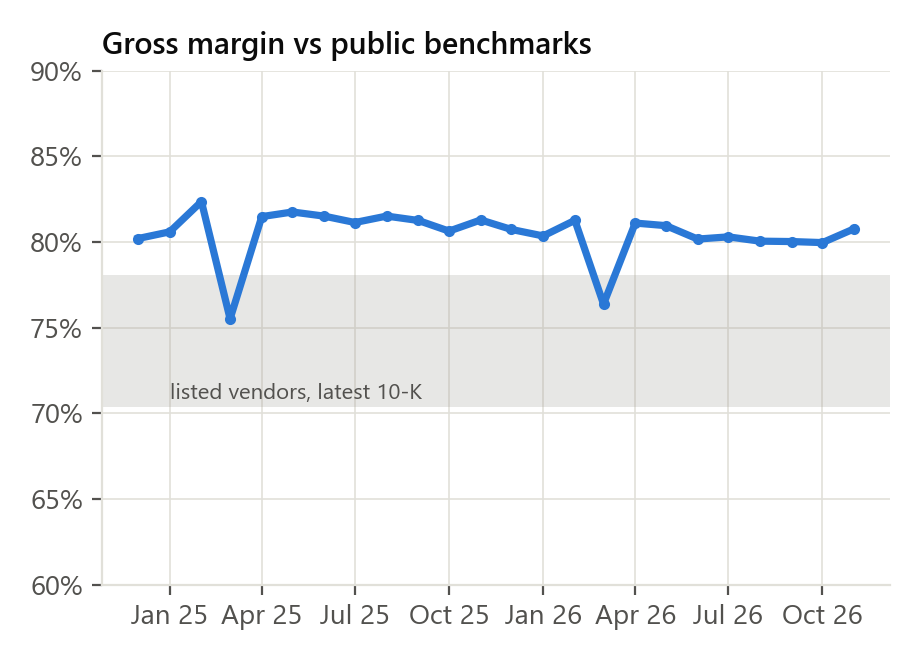 Gross margin vs public benchmarks
90%
85%
80%
75%
listed vendors, latest 10-K
70%
65%
60%
Jan 25 Apr 25 Jul 25 Oct 25 Jan 26 Apr 26 Jul 26 Oct 26